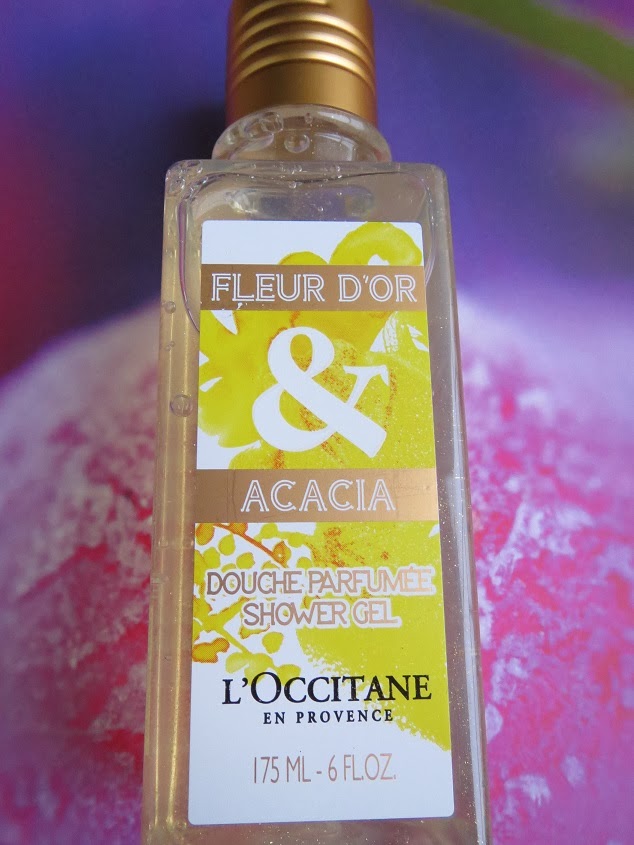 FLEUR D'OR
&
ACACIA
DOUCHE PARFUMÉE
SHOWER GEL
L'OCCITANE
EN PROVENCE
175 ML - 6 FL.OZ.